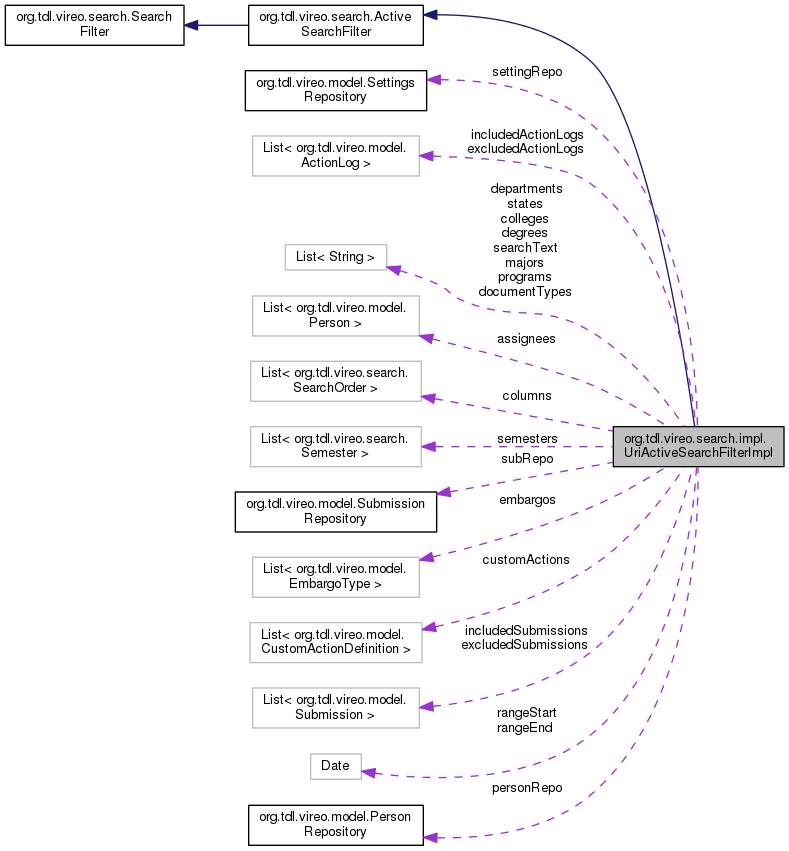 org.tdl.vireo.search.Search
Filter
org.tdl.vireo.search.Active
SearchFilter
org.tdl.vireo.model.Settings
Repository
settingRepo
List< org.tdl.vireo.model.
ActionLog >
includedActionLogs
excludedActionLogs
List< String >
departments
states
colleges
degrees
searchText
majors
programs
documentTypes
List< org.tdl.vireo.model.
Person >
assignees
List< org.tdl.vireo.search.
SearchOrder >
columns
List< org.tdl.vireo.search.
Semester >
semesters
org.tdl.vireo.search.impl.
UriActiveSearchFilterImpl
subRepo
org.tdl.vireo.model.Submission
Repository
embargos
List< org.tdl.vireo.model.
EmbargoType >
customActions
List< org.tdl.vireo.model.
CustomActionDefinition >
includedSubmissions
excludedSubmissions
List< org.tdl.vireo.model.
Submission >
rangeStart
rangeEnd
Date
personRepo
org.tdl.vireo.model.Person
Repository